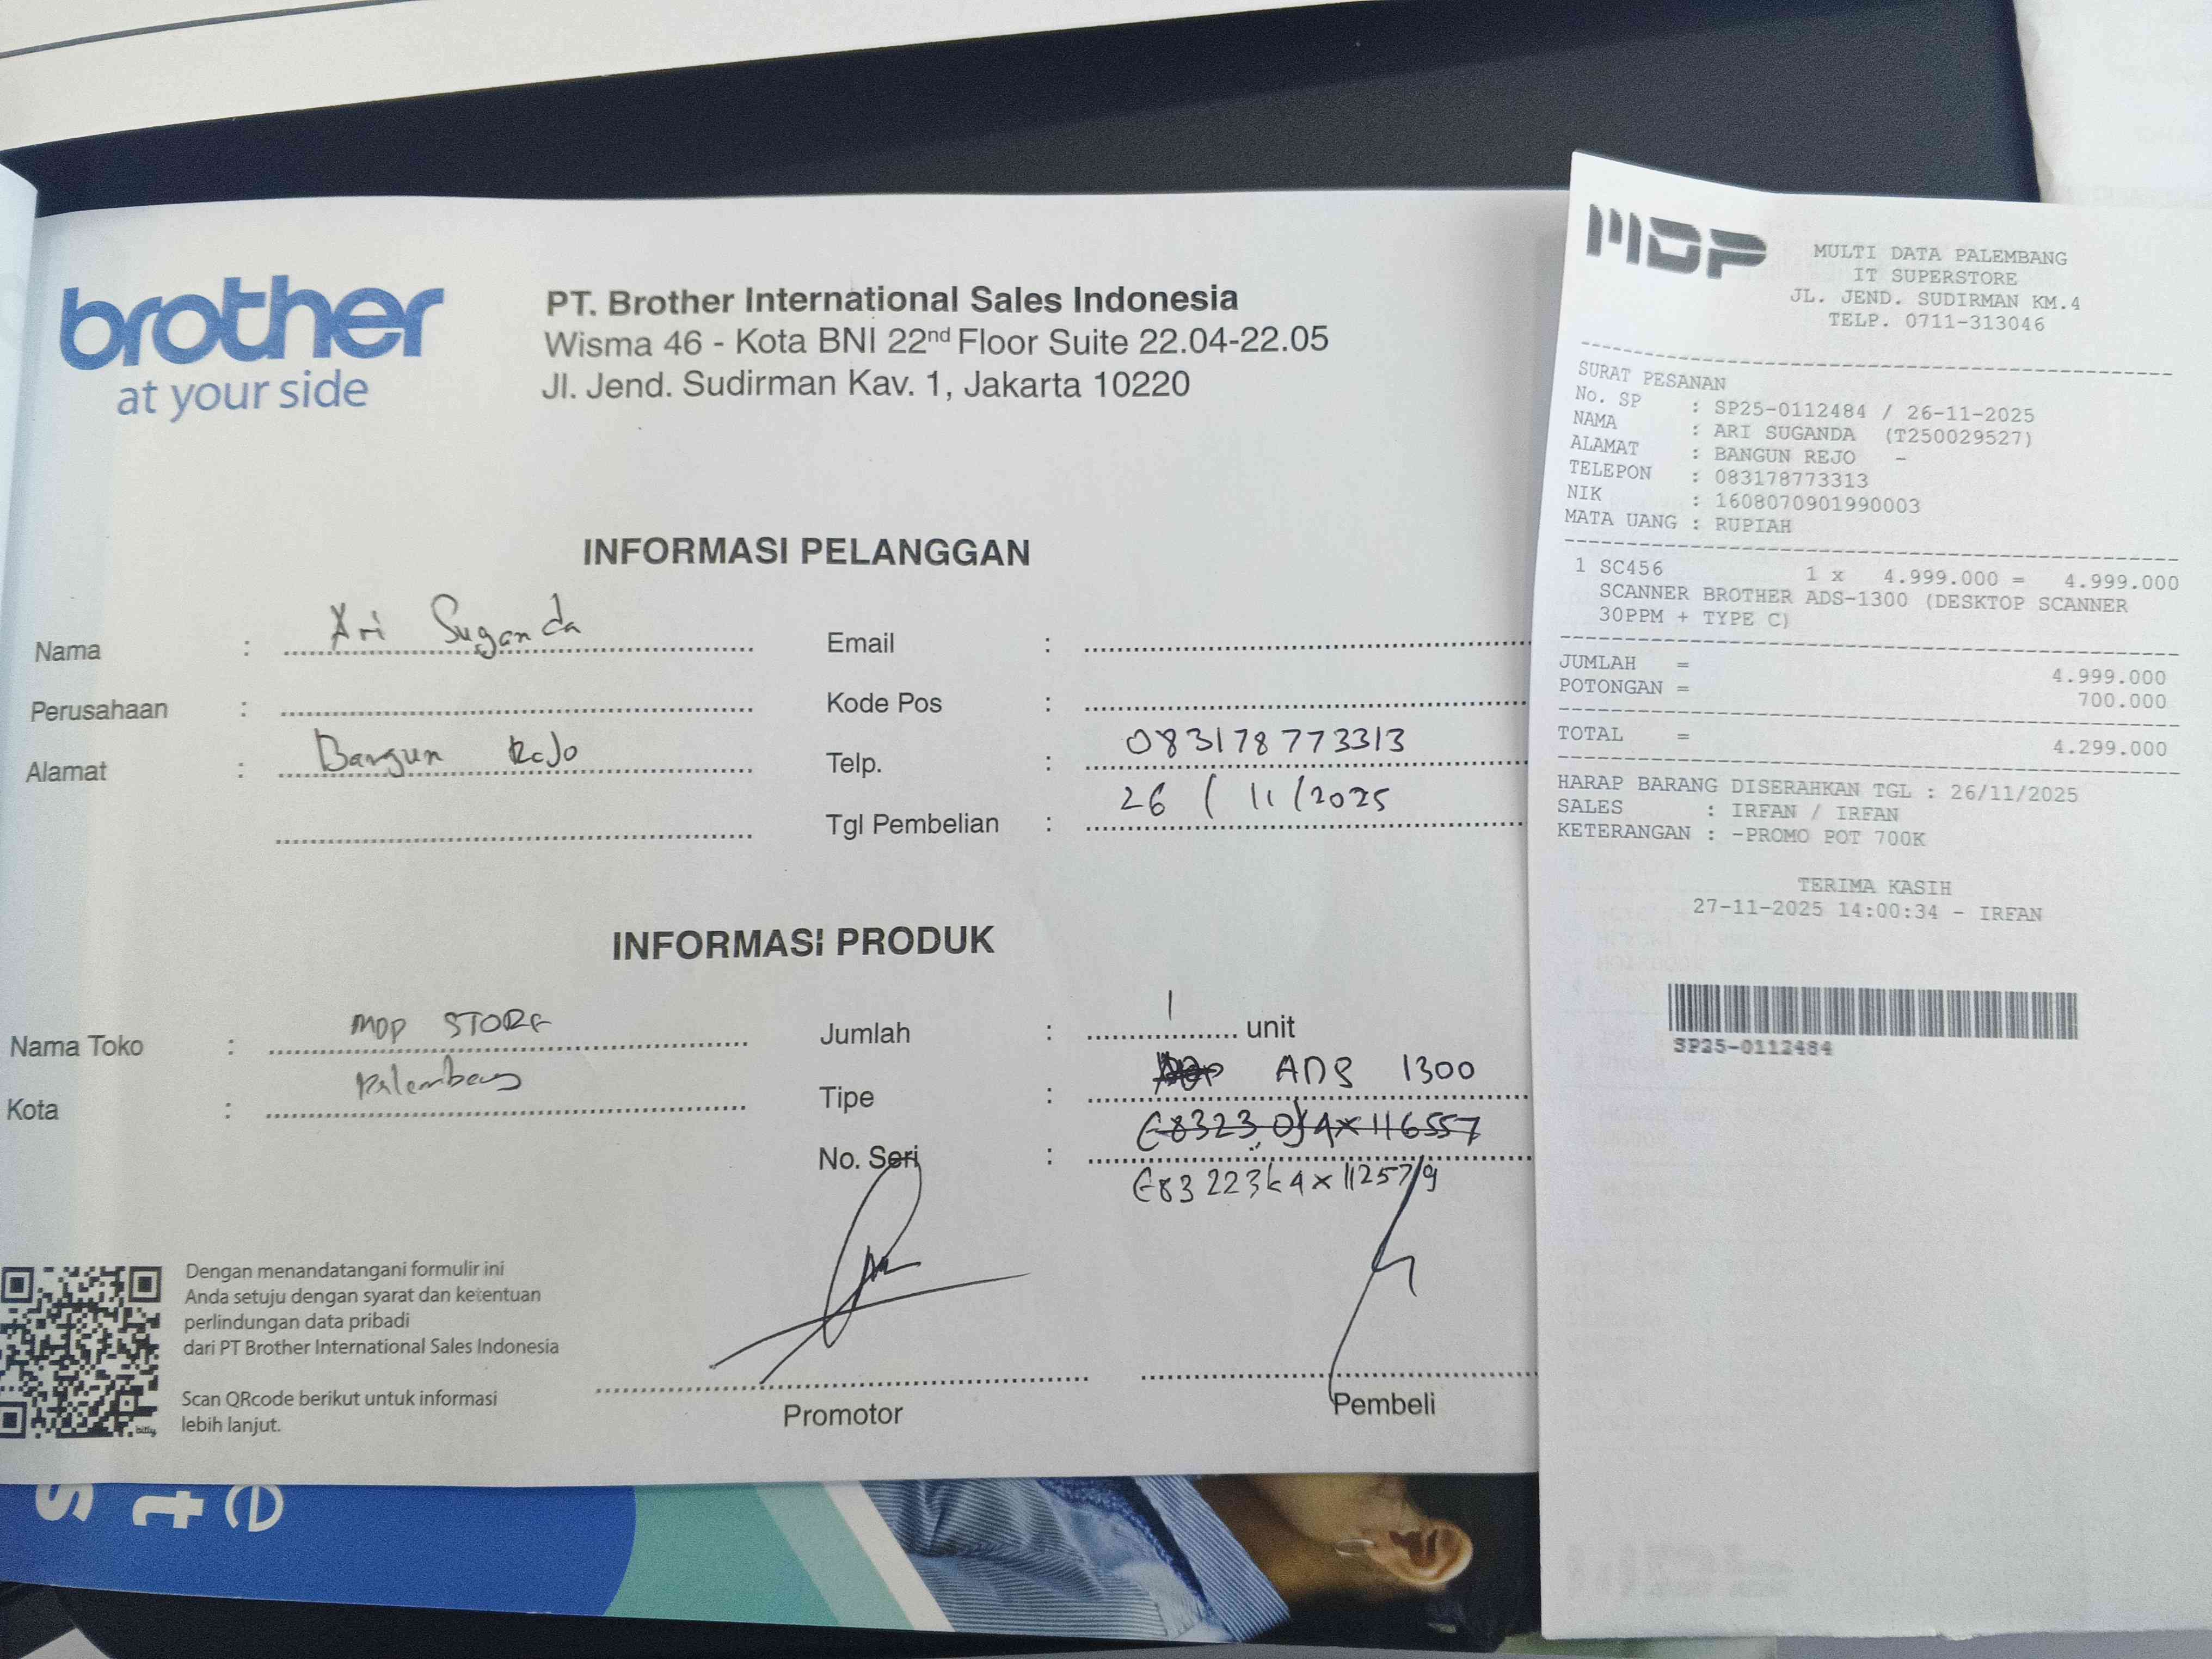 brother
at your side
PT. Brother International Sales Indonesia
Wisma 46 - Kota BNI 22nd Floor Suite 22.04-22.05
Jl. Jend. Sudirman Kav. 1, Jakarta 10220
INFORMASI PELANGGAN
Nama : Ari Suganda
Perusahaan :
Alamat : Bangun Rejo
Email :
Kode Pos :
Telp. : 083178773313
Tgl Pembelian : 26 / 11 / 2025
INFORMASI PRODUK
Nama Toko : MDP STORE
Kota : Palembang
Jumlah : 1 unit
Tipe : ADS 1300
No. Seri :
Dengan menandatangani formulir ini
Anda setuju dengan syarat dan ketentuan
perlindungan data pribadi
dari PT Brother International Sales Indonesia
Scan QRcode berikut untuk informasi
lebih lanjut.
bitly
Promotor
Pembeli
e
t
s
MDP
MULTI DATA PALEMBANG
IT SUPERSTORE
JL. JEND. SUDIRMAN KM.4
TELP. 0711-313046
SURAT PESANAN
No. SP : SP25-0112484 / 26-11-2025
NAMA : ARI SUGANDA (T250029527)
ALAMAT : BANGUN REJO -
TELEPON : 083178773313
NIK : 1608070901990003
MATA UANG : RUPIAH
1 SC456 1 x 4.999.000 = 4.999.000
SCANNER BROTHER ADS-1300 (DESKTOP SCANNER
30PPM + TYPE C)
JUMLAH = 4.999.000
POTONGAN = 700.000
TOTAL = 4.299.000
HARAP BARANG DISERAHKAN TGL : 26/11/2025
SALES : IRFAN / IRFAN
KETERANGAN : -PROMO POT 700K
TERIMA KASIH
27-11-2025 14:00:34 - IRFAN
SP25-0112484